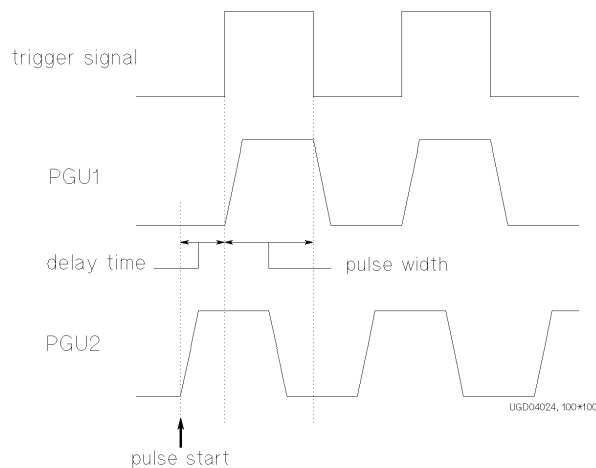 trigger signal
PGU1
delay time
pulse width
PGU2
UGD04024, 100*100
pulse start